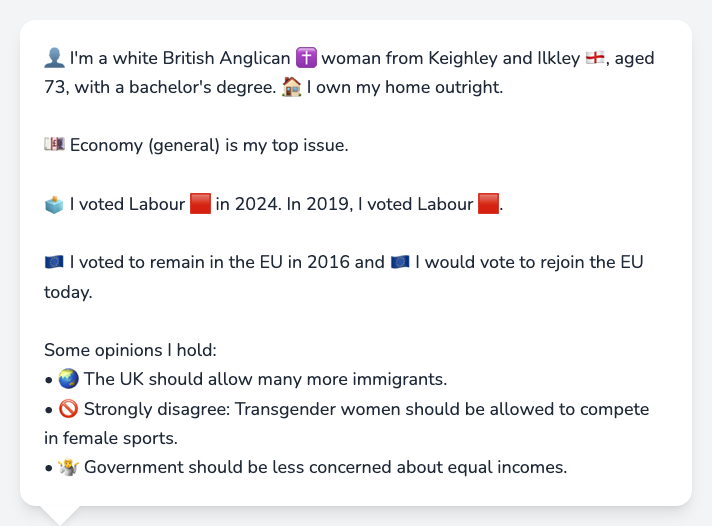 👤 I'm a white British Anglican ✝️ woman from Keighley and Ilkley 🏴󠁧󠁢󠁥󠁮󠁧󠁿, aged
73, with a bachelor's degree. 🏠 I own my home outright.
💷 Economy (general) is my top issue.
🗳️ I voted Labour 🟥 in 2024. In 2019, I voted Labour 🟥.
🇪🇺 I voted to remain in the EU in 2016 and 🇪🇺 I would vote to rejoin the EU
today.
Some opinions I hold:
• 🌏 The UK should allow many more immigrants.
• 🚫 Strongly disagree: Transgender women should be allowed to compete
in female sports.
• 🤷 Government should be less concerned about equal incomes.